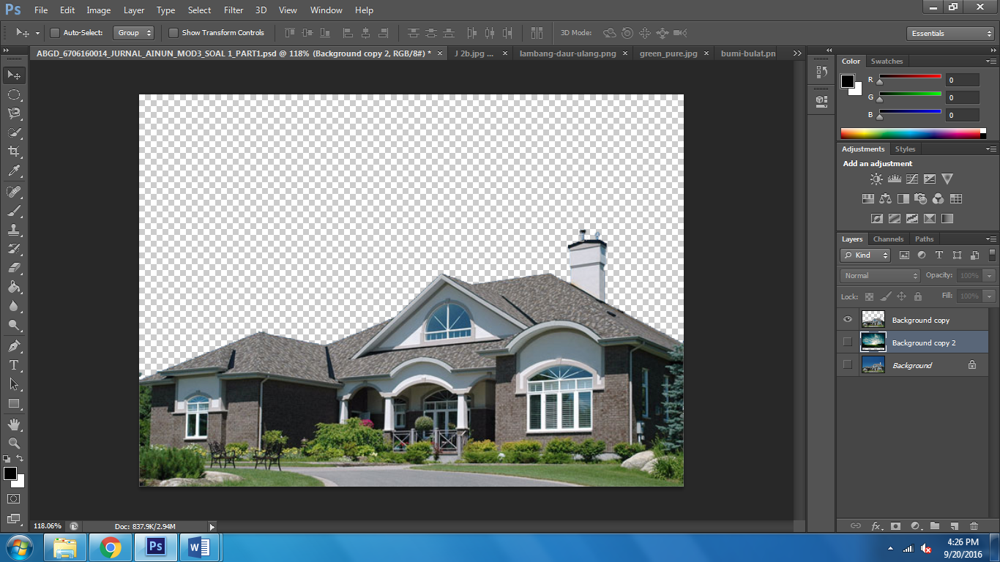 Ps File Edit Image Layer Type Select Filter 3D View Window Help
Auto-Select: Group Show Transform Controls 3D Mode: Essentials
ABGD_6706160014_JURNAL_AINUN_MOD3_SOAL 1_PART1.psd @ 118% (Background copy 2, RGB/8#) * × J 2b.jpg ... × lambang-daur-ulang.png × green_pure.jpg × bumi-bulat.pn
Color Swatches
R 0
G 0
B 0
Adjustments Styles
Add an adjustment
Layers Channels Paths
Kind T
Normal Opacity: 100%
Lock: Fill: 100%
Background copy
Background copy 2
Background
T
fx
118.06% Doc: 837.9K/2.94M
Ps W
4:26 PM
9/20/2016